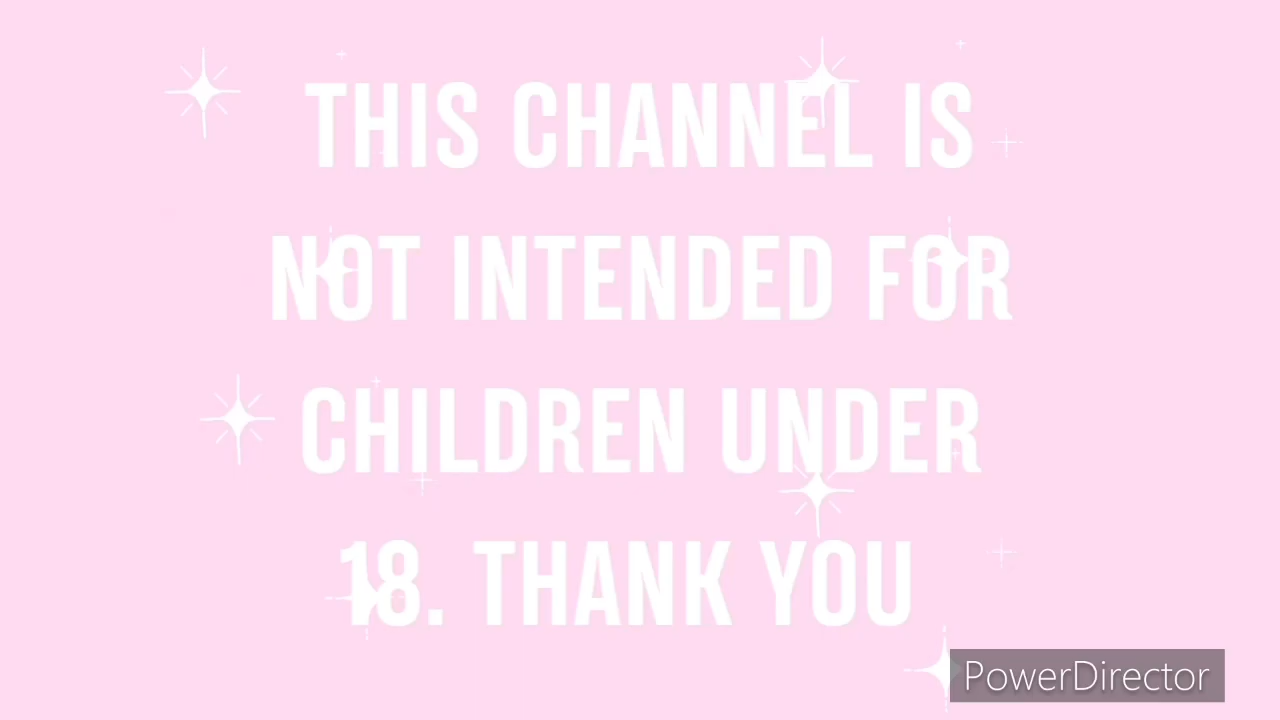 THIS CHANNEL IS
NOT INTENDED FOR
CHILDREN UNDER
18. THANK YOU
PowerDirector